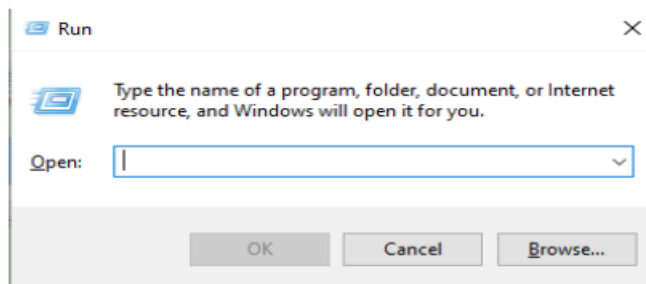 Run
Type the name of a program, folder, document, or Internet
resource, and Windows will open it for you.
Open:
OK Cancel Browse...